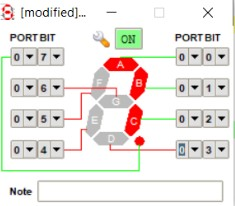 [modified]...
PORT BIT ON PORT BIT
0 7 A 0 0
0 6 F B 0 1
G
0 5 E C 0 2
0 4 D 0 3
Note